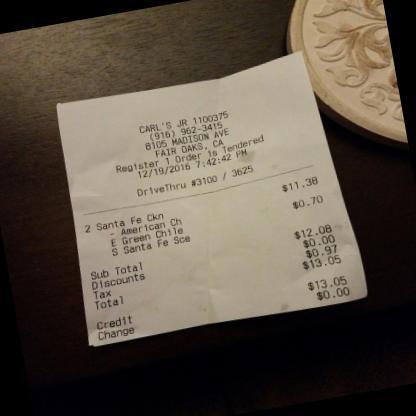 CARL'S JR 1100375
(916) 962-3415
8105 MADISON AVE
FAIR OAKS, CA
Register 1 Order is Tendered
12/19/2016 7:42:42 PM
DriveThru #3100 / 3625
2 Santa Fe Ckn $11.38
- American Ch
E Green Chile $0.70
S Santa Fe Sce
Sub Total $12.08
Discounts $0.00
Tax $0.97
Total $13.05
Credit $13.05
Change $0.00